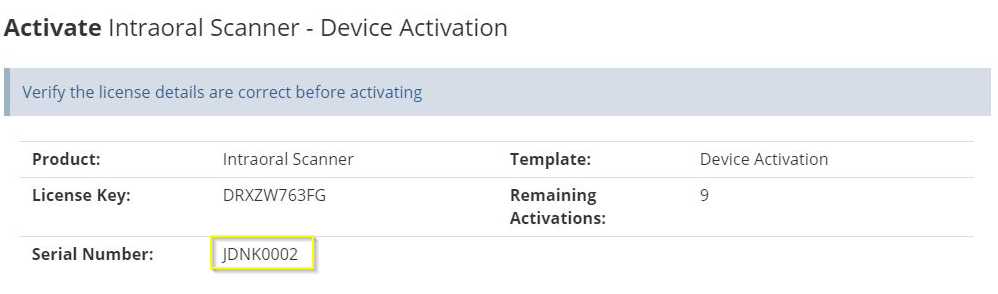 Activate Intraoral Scanner - Device Activation
Verify the license details are correct before activating
Product: Intraoral Scanner Template: Device Activation
License Key: DRXZW763FG Remaining Activations: 9
Serial Number: JDNK0002